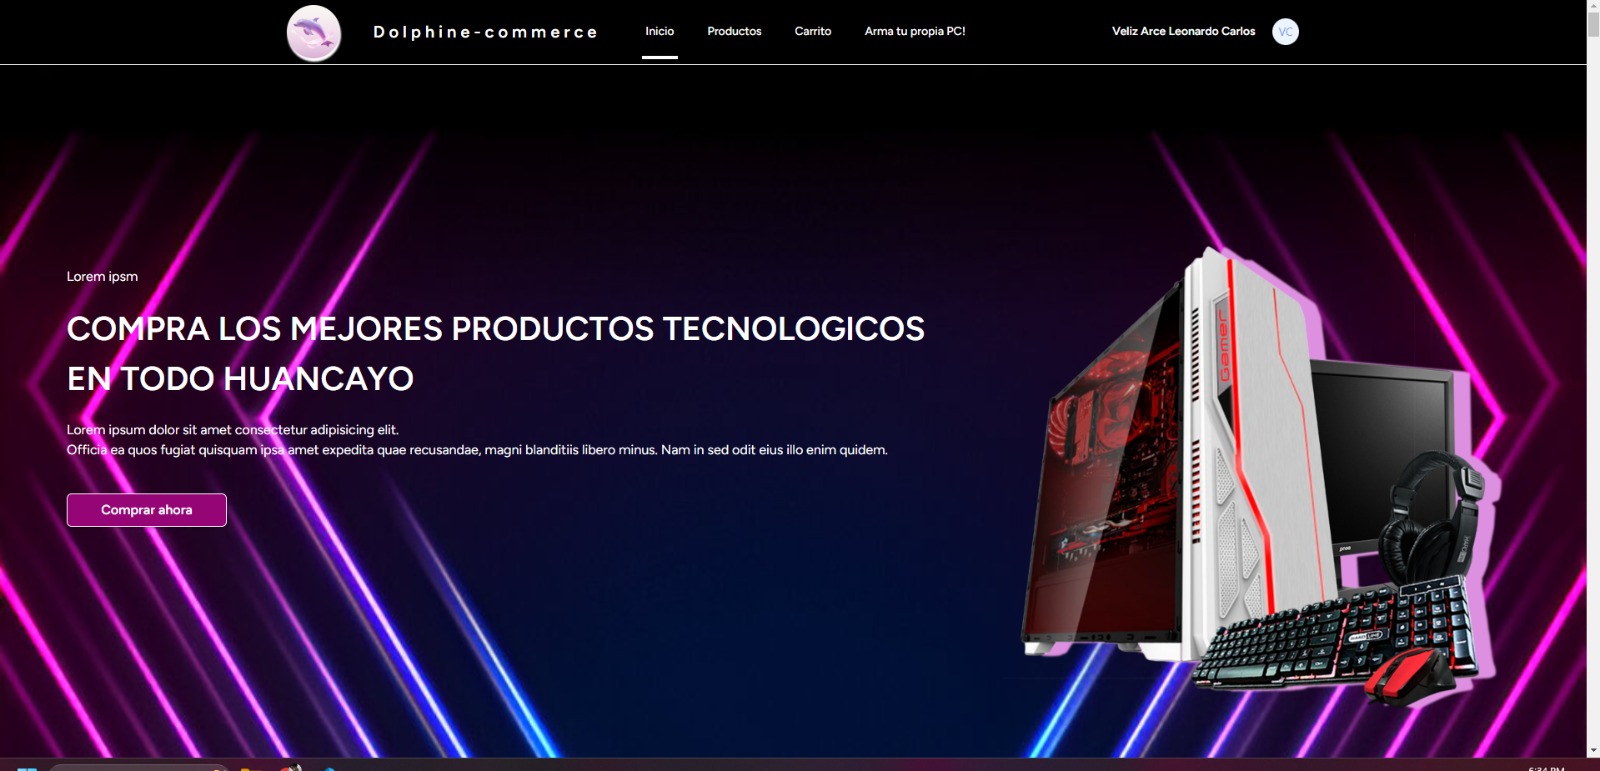 Dolphine-commerce
Inicio
Productos
Carrito
Arma tu propia PC!
Veliz Arce Leonardo Carlos
VC
Lorem ipsm
COMPRA LOS MEJORES PRODUCTOS TECNOLOGICOS
EN TODO HUANCAYO
Lorem ipsum dolor sit amet consectetur adipisicing elit.
Officia ea quos fugiat quisquam ipsa amet expedita quae recusandae, magni blanditiis libero minus. Nam in sed odit eius illo enim quidem.
Comprar ahora
Gamer